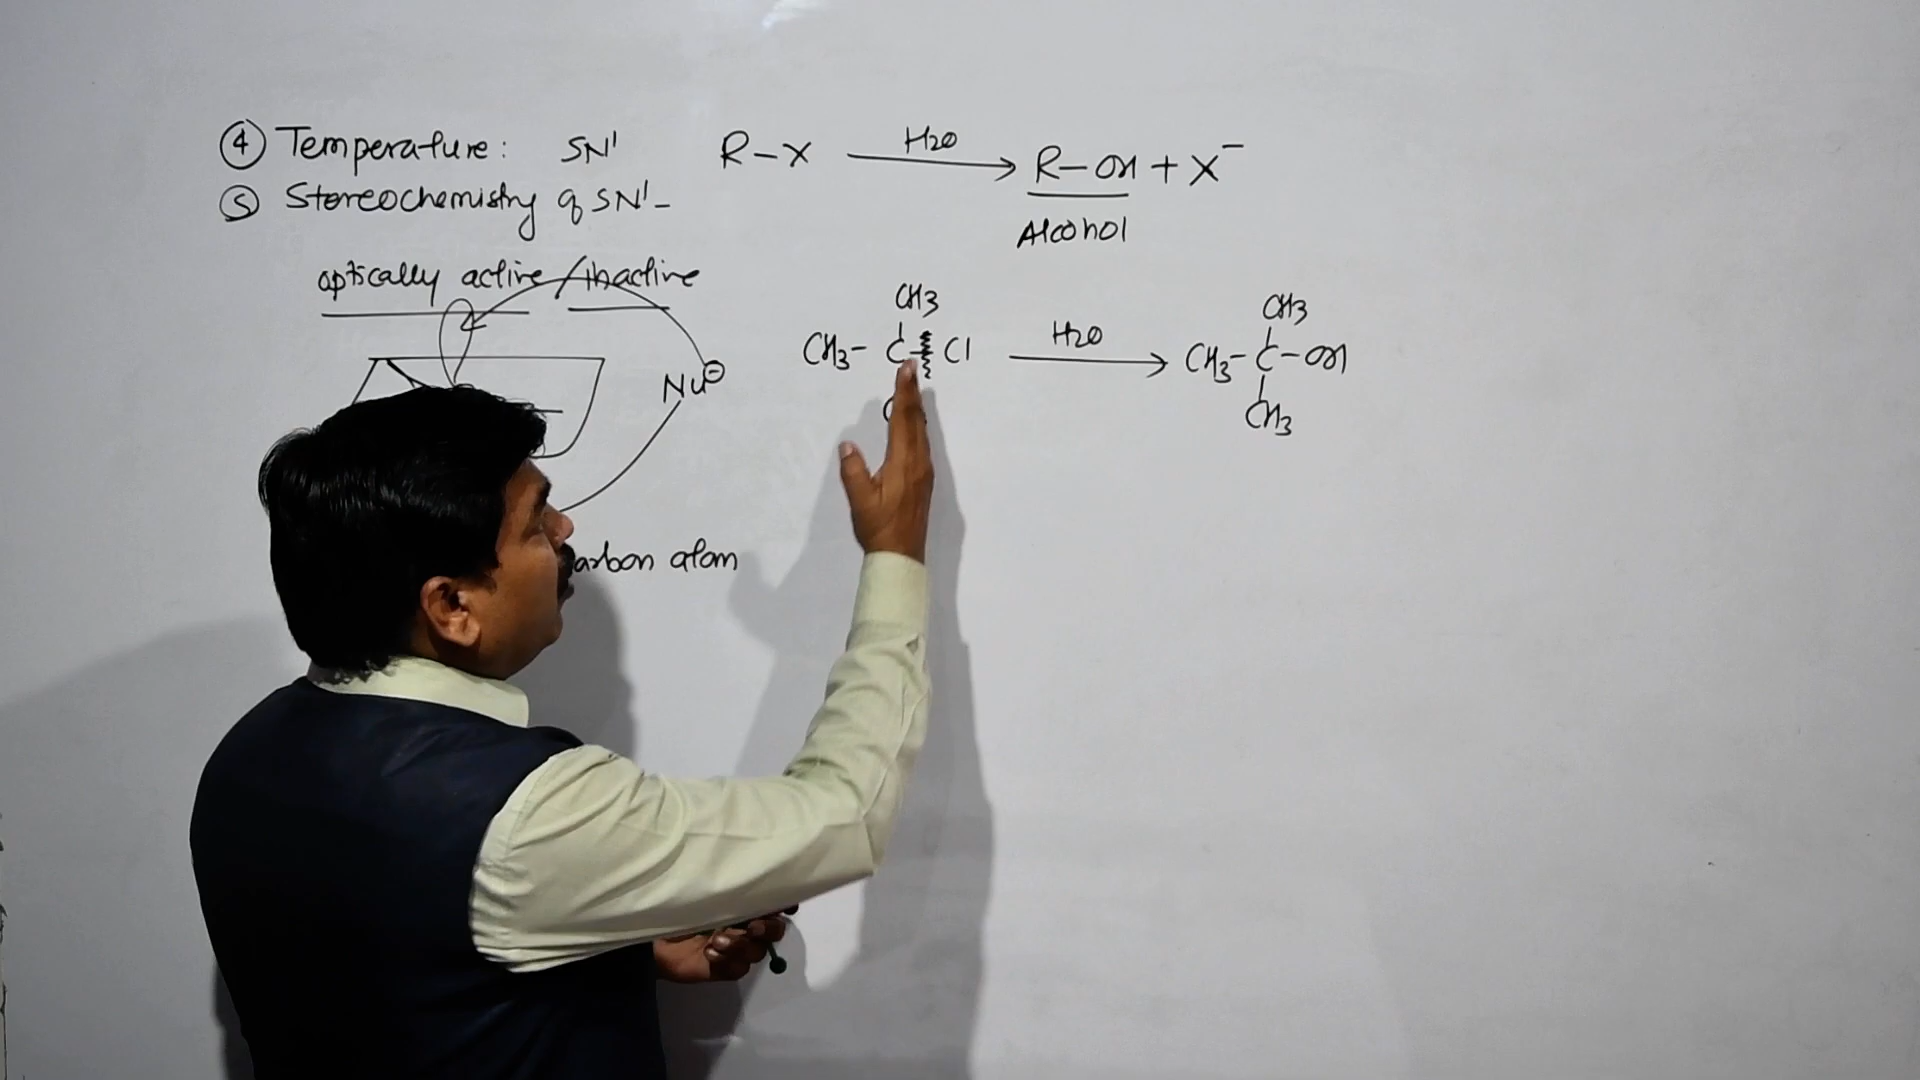 ④ Temperature: SN¹ R-X H₂O R-OH + X⁻
⑤ Stereochemistry of SN¹-
Alcohol
optically active / inactive
CH₃
CH₃-C-Cl H₂O
Nu⊖
CH₃
CH₃-C-OH
CH₃
arbon atom